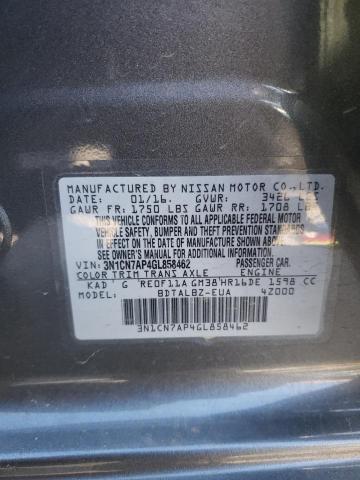 MANUFACTURED BY NISSAN MOTOR CO.,LTD.
DATE: 01/16. GVWR: 3426 LBS
GAWR FR: 1750 LBS GAWR RR: 1708 LB
THIS VEHICLE CONFORMS TO ALL APPLICABLE FEDERAL MOTOR
VEHICLE SAFETY, BUMPER AND THEFT PREVENTION STANDARDS
IN EFFECT ON THE DATE OF MANUFACTURE SHOWN ABOVE.
SEE OWNER'S MANUAL FOR ADDITIONAL INFORMATION
VIN: 3N1CN7AP4GL858462 PASSENGER CAR.
COLOR TRIM TRANS AXLE ENGINE
KAD G RE0F11A GM38 HR16DE 1598 CC
MODEL: BDTALBZ-EUA 4Z000
3N1CN7AP4GL858462